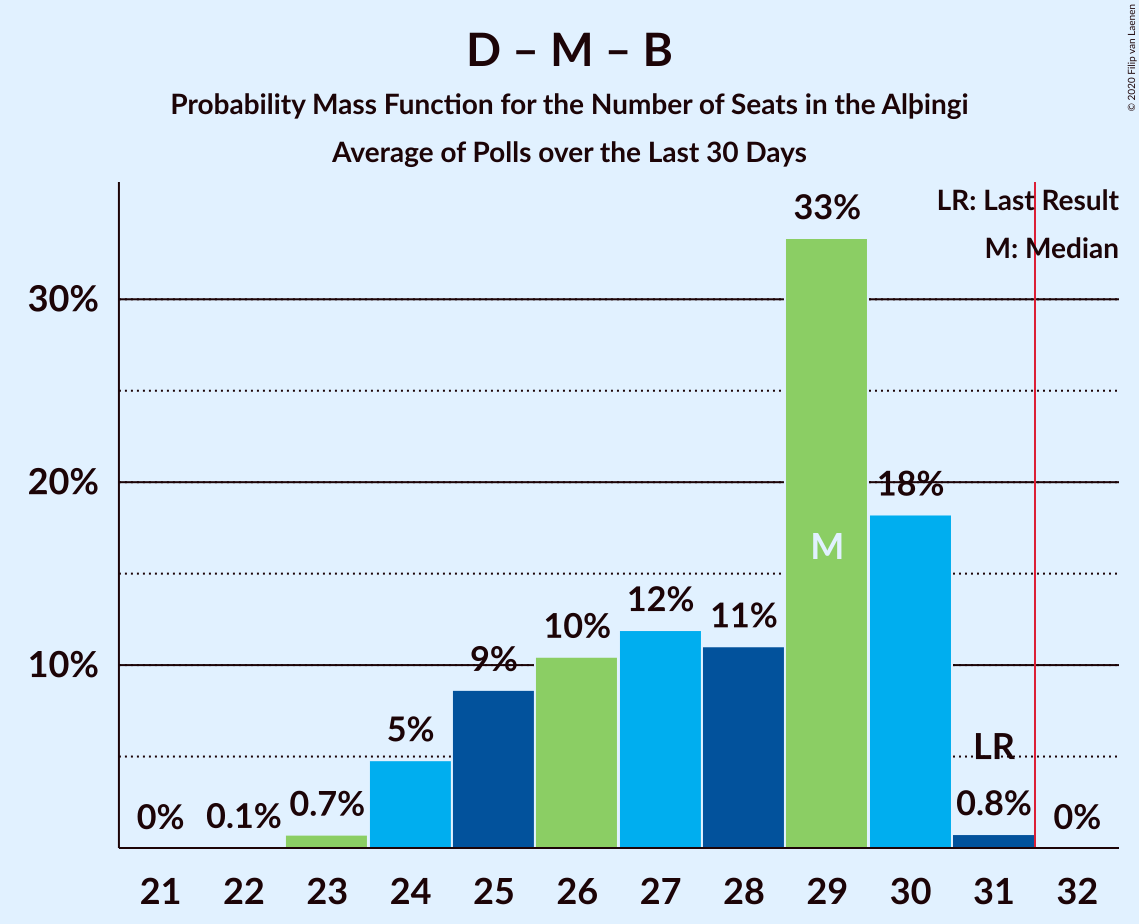 D – M – B
Probability Mass Function for the Number of Seats in the Alþingi
Average of Polls over the Last 30 Days
© 2020 Filip van Laenen
LR: Last Result
M: Median
30%
20%
10%
0%
0.1%
0.7%
5%
9%
10%
12%
11%
33%
M
18%
LR
0.8%
0%
21 22 23 24 25 26 27 28 29 30 31 32